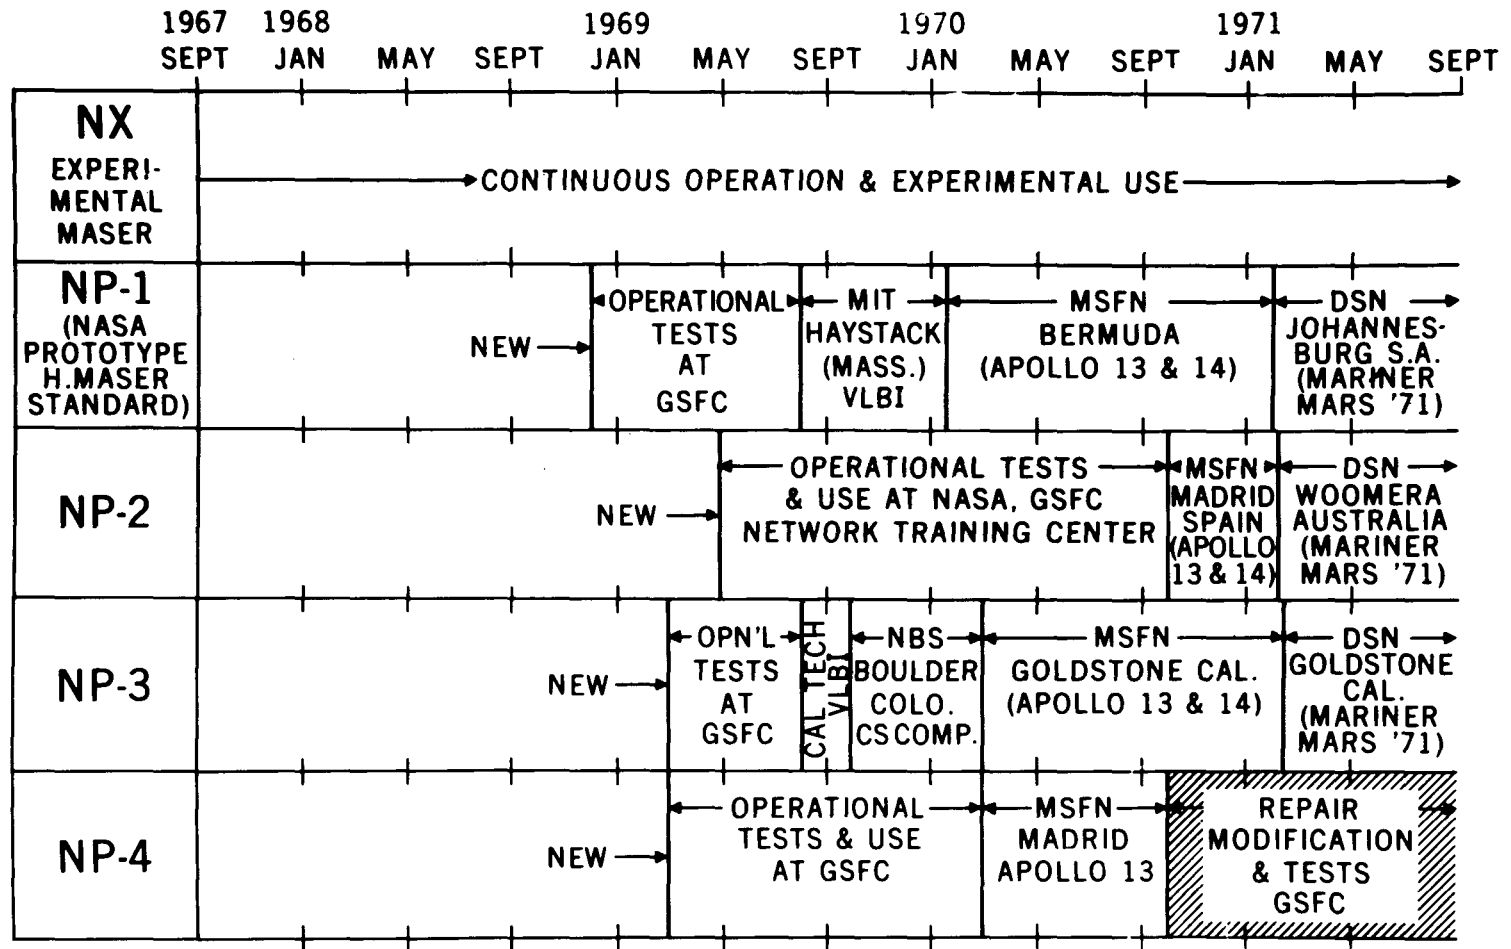 1967 1968 1969 1970 1971
SEPT JAN MAY SEPT JAN MAY SEPT JAN MAY SEPT JAN MAY SEPT
NX
EXPERI-
MENTAL
MASER
CONTINUOUS OPERATION & EXPERIMENTAL USE
NP-1
(NASA
PROTOTYPE
H.MASER
STANDARD)
NEW
OPERATIONAL
TESTS
AT
GSFC
MIT
HAYSTACK
(MASS.)
VLBI
MSFN
BERMUDA
(APOLLO 13 & 14)
DSN
JOHANNES-
BURG S.A.
(MARINER
MARS '71)
NP-2
NEW
OPERATIONAL TESTS
& USE AT NASA, GSFC
NETWORK TRAINING CENTER
MSFN
MADRID
SPAIN
(APOLLO
13 & 14)
DSN
WOOMERA
AUSTRALIA
(MARINER
MARS '71)
NP-3
NEW
OPN'L
TESTS
AT
GSFC
CAL TECH
VLBI
NBS
BOULDER
COLO.
CS COMP.
MSFN
GOLDSTONE CAL.
(APOLLO 13 & 14)
DSN
GOLDSTONE
CAL.
(MARINER
MARS '71)
NP-4
NEW
OPERATIONAL
TESTS & USE
AT GSFC
MSFN
MADRID
APOLLO 13
REPAIR
MODIFICATION
& TESTS
GSFC